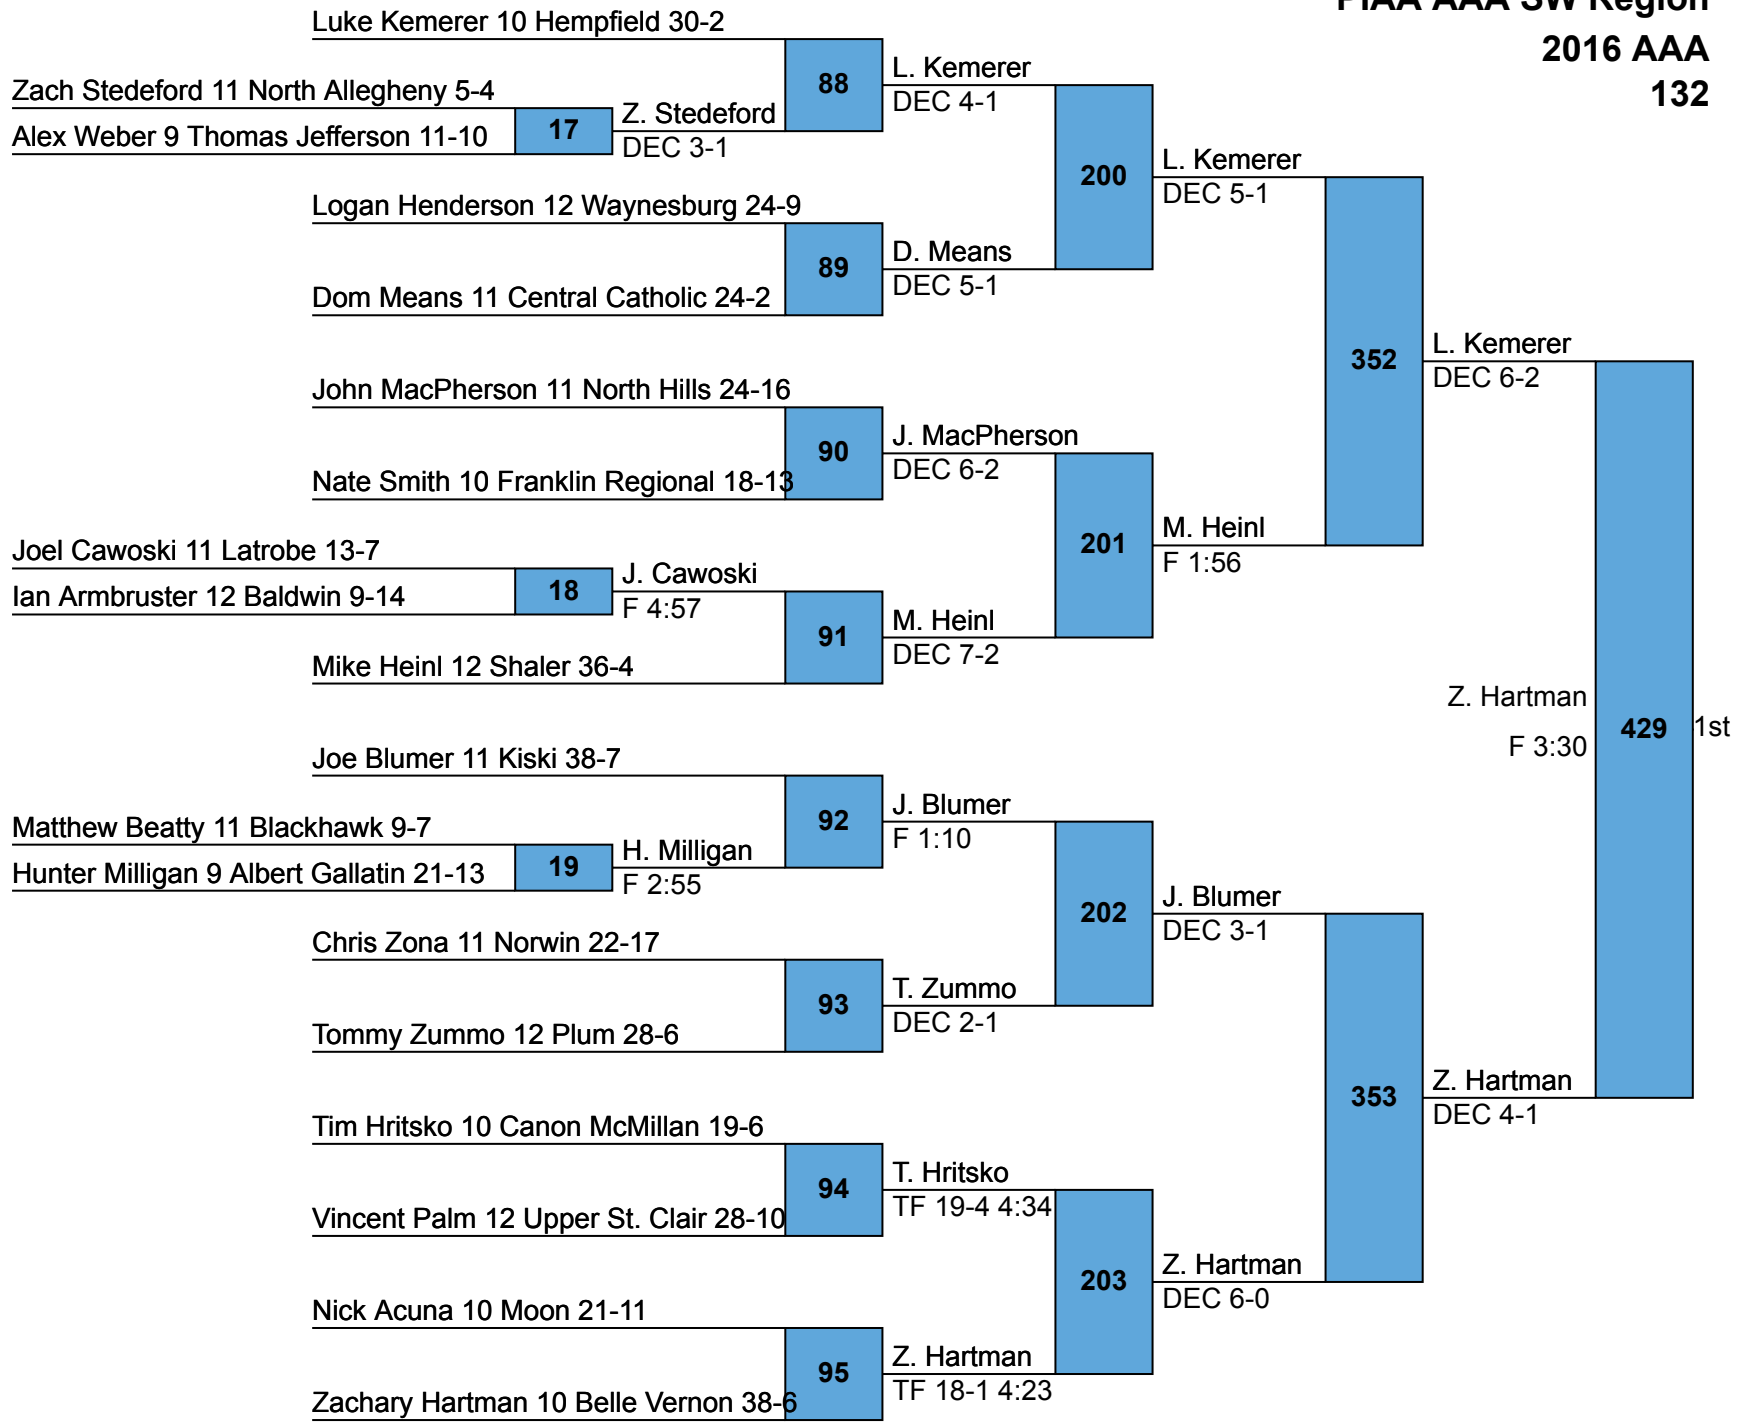 PIAA AAA SW Region
2016 AAA
132
Luke Kemerer 10 Hempfield 30-2
88
L. Kemerer
DEC 4-1
Zach Stedeford 11 North Allegheny 5-4
17
Z. Stedeford
DEC 3-1
Alex Weber 9 Thomas Jefferson 11-10
200
L. Kemerer
DEC 5-1
Logan Henderson 12 Waynesburg 24-9
89
D. Means
DEC 5-1
Dom Means 11 Central Catholic 24-2
352
L. Kemerer
DEC 6-2
John MacPherson 11 North Hills 24-16
90
J. MacPherson
DEC 6-2
Nate Smith 10 Franklin Regional 18-13
201
M. Heinl
F 1:56
Joel Cawoski 11 Latrobe 13-7
18
J. Cawoski
F 4:57
Ian Armbruster 12 Baldwin 9-14
91
M. Heinl
DEC 7-2
Mike Heinl 12 Shaler 36-4
Z. Hartman
F 3:30
429
1st
Joe Blumer 11 Kiski 38-7
92
J. Blumer
F 1:10
Matthew Beatty 11 Blackhawk 9-7
19
H. Milligan
F 2:55
Hunter Milligan 9 Albert Gallatin 21-13
202
J. Blumer
DEC 3-1
Chris Zona 11 Norwin 22-17
93
T. Zummo
DEC 2-1
Tommy Zummo 12 Plum 28-6
353
Z. Hartman
DEC 4-1
Tim Hritsko 10 Canon McMillan 19-6
94
T. Hritsko
TF 19-4 4:34
Vincent Palm 12 Upper St. Clair 28-10
203
Z. Hartman
DEC 6-0
Nick Acuna 10 Moon 21-11
95
Z. Hartman
TF 18-1 4:23
Zachary Hartman 10 Belle Vernon 38-6